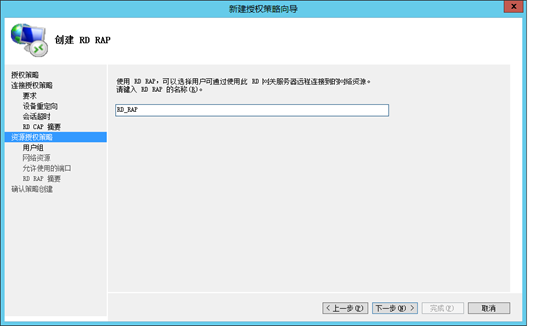 新建授权策略向导
创建 RD RAP
授权策略
连接授权策略
要求
设备重定向
会话超时
RD CAP 摘要
资源授权策略
用户组
网络资源
允许使用的端口
RD RAP 摘要
确认策略创建
使用 RD RAP，可以选择用户可通过使用此 RD 网关服务器远程连接到的网络资源。
请键入 RD RAP 的名称(R)。
RD_RAP
< 上一步(P)
下一步(N) >
完成(F)
取消